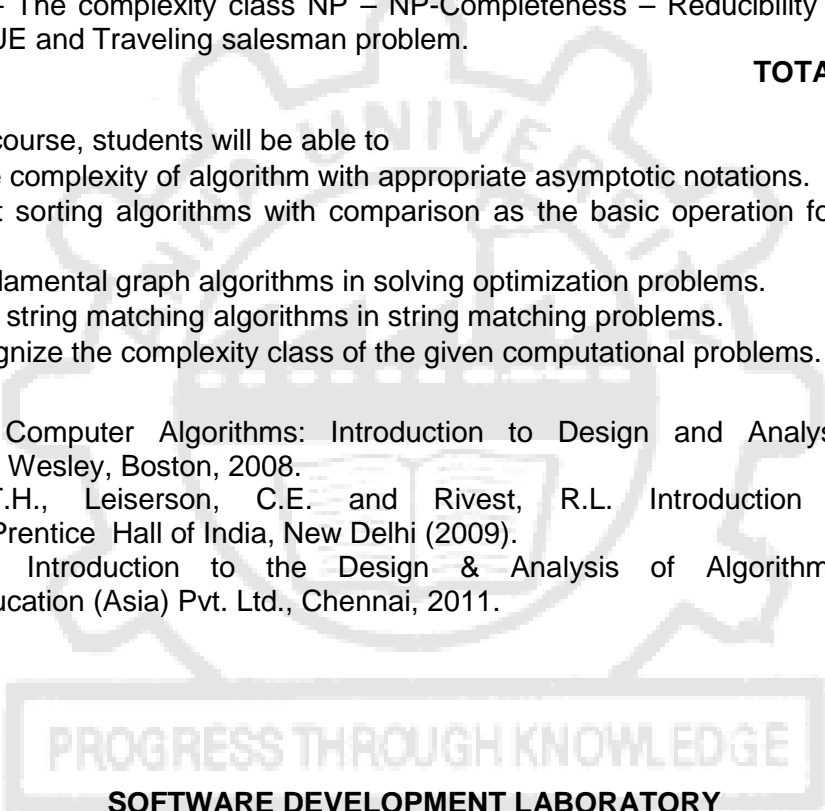 – The complexity class NP – NP-Completeness – Reducibility
UE and Traveling salesman problem.
TOTA
course, students will be able to
complexity of algorithm with appropriate asymptotic notations.
sorting algorithms with comparison as the basic operation fo
damental graph algorithms in solving optimization problems.
string matching algorithms in string matching problems.
gnize the complexity class of the given computational problems.
Computer Algorithms: Introduction to Design and Analys
Wesley, Boston, 2008.
T.H., Leiserson, C.E. and Rivest, R.L. Introduction
Prentice Hall of India, New Delhi (2009).
Introduction to the Design & Analysis of Algorithm
ucation (Asia) Pvt. Ltd., Chennai, 2011.
PROGRESS THROUGH KNOWLEDGE
SOFTWARE DEVELOPMENT LABORATORY